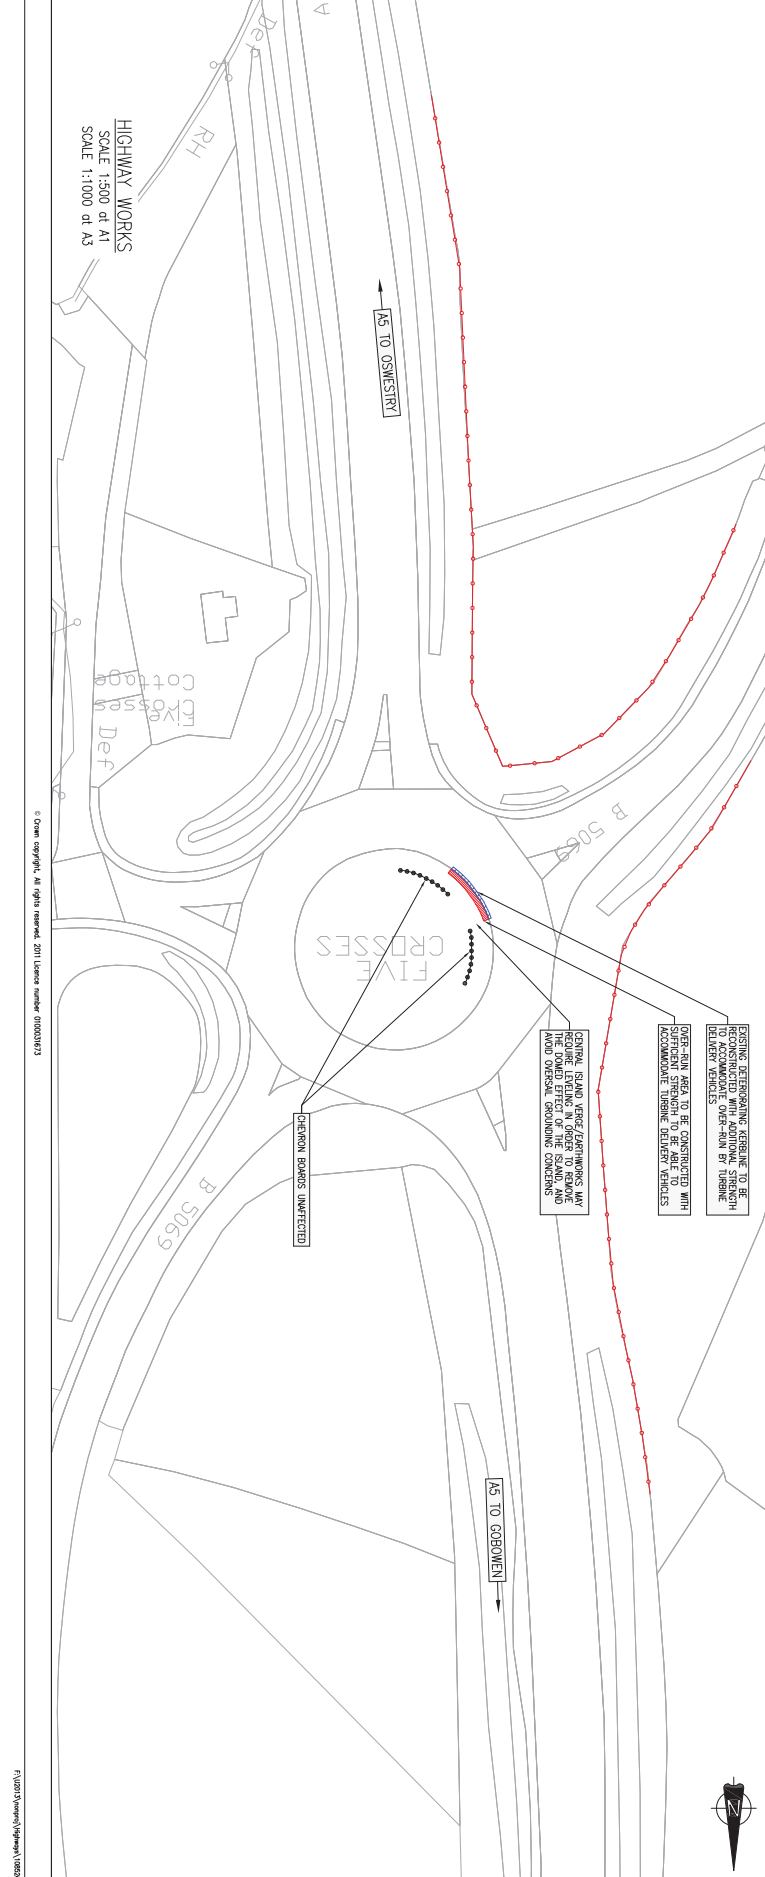 HIGHWAY WORKS
SCALE 1:500 at A1
SCALE 1:1000 at A3
A
Def
RH
A5 TO OSWESTRY
Five
Crosses
Cottage
Def
B 5069
FIVE
CROSSES
EXISTING DETERIORATING KERBLINE TO BE
RECONSTRUCTED WITH ADDITIONAL STRENGTH
TO ACCOMMODATE OVER-RUN BY TURBINE
DELIVERY VEHICLES
OVER-RUN AREA TO BE CONSTRUCTED WITH
SUFFICIENT STRENGTH TO BE ABLE TO
ACCOMMODATE TURBINE DELIVERY VEHICLES
CENTRAL ISLAND VERGE/EARTHWORKS MAY
REQUIRE LEVELING IN ORDER TO REMOVE
THE DOMED EFFECT OF THE ISLAND, AND
AVOID OVERSAIL GROUNDING CONCERNS
CHEVRON BOARDS UNAFFECTED
B 5069
A5 TO GOBOWEN
N
© Crown copyright, All rights reserved. 2011 Licence number 0100031673